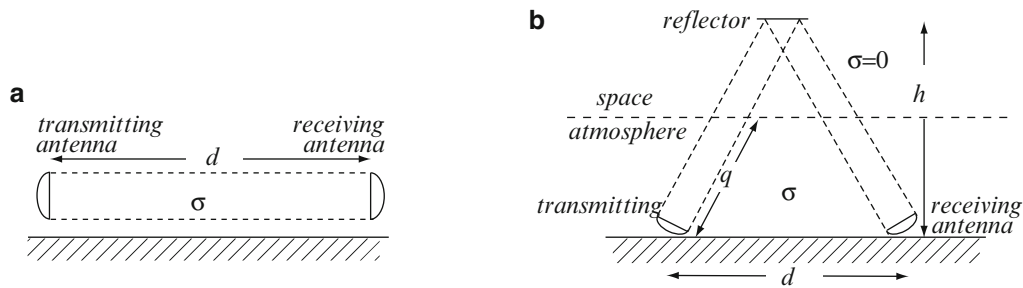 a
transmitting
antenna
receiving
antenna
d
σ
b
reflector
σ=0
h
space
atmosphere
q
σ
transmitting
receiving
antenna
d